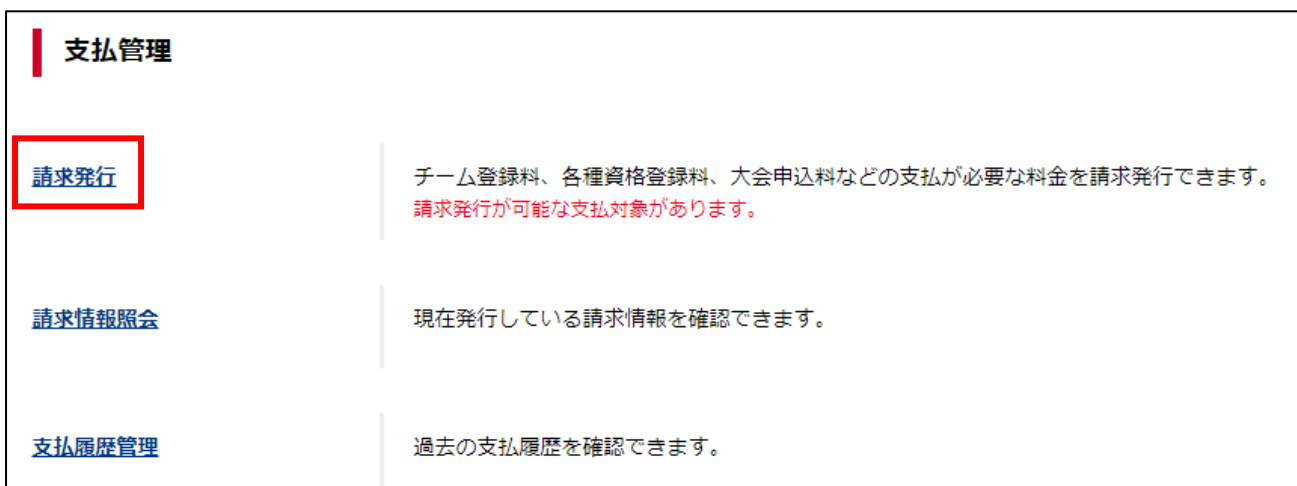 支払管理
請求発行
チーム登録料、各種資格登録料、大会申込料などの支払が必要な料金を請求発行できます。
請求発行が可能な支払対象があります。
請求情報照会
現在発行している請求情報を確認できます。
支払履歴管理
過去の支払履歴を確認できます。